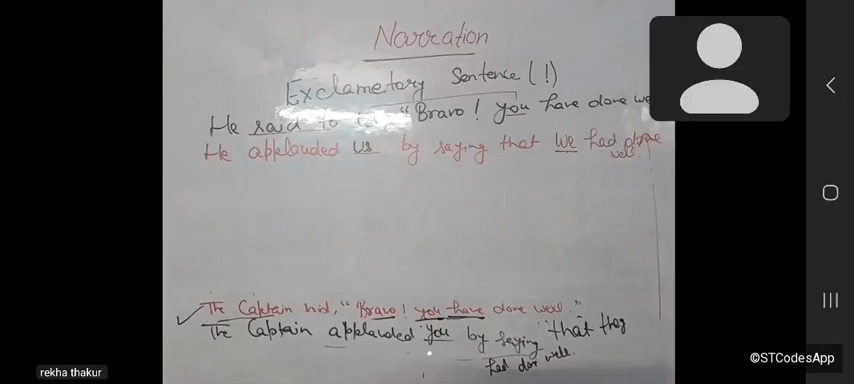 Narration
Exclametory Sentence (!)
He said to us, "Bravo! you have done we
He applauded us by saying that we had done
well.
The Captain said, "Bravo! you have done well."
The Captain applauded you by saying that they
had don well.
rekha thakur
©STCodesApp